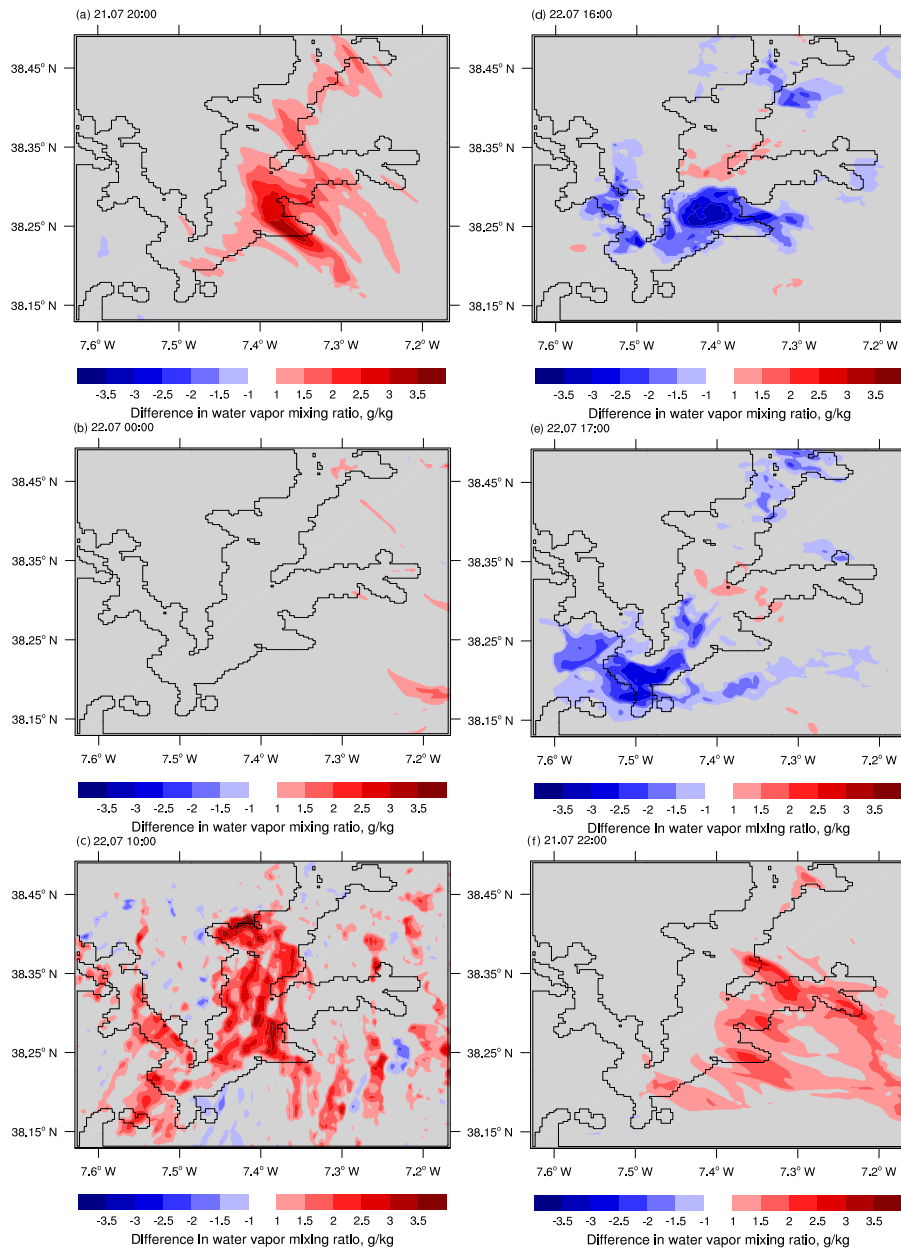 (a) 21.07 20:00
38.45° N
38.35° N
38.25° N
38.15° N
7.6° W 7.5° W 7.4° W 7.3° W 7.2° W
-3.5 -3 -2.5 -2 -1.5 -1 1 1.5 2 2.5 3 3.5
Difference in water vapor mixing ratio, g/kg
(b) 22.07 00:00
38.45° N
38.35° N
38.25° N
38.15° N
7.6° W 7.5° W 7.4° W 7.3° W 7.2° W
-3.5 -3 -2.5 -2 -1.5 -1 1 1.5 2 2.5 3 3.5
Difference in water vapor mixing ratio, g/kg
(c) 22.07 10:00
38.45° N
38.35° N
38.25° N
38.15° N
7.6° W 7.5° W 7.4° W 7.3° W 7.2° W
-3.5 -3 -2.5 -2 -1.5 -1 1 1.5 2 2.5 3 3.5
Difference in water vapor mixing ratio, g/kg
(d) 22.07 16:00
38.45° N
38.35° N
38.25° N
38.15° N
7.6° W 7.5° W 7.4° W 7.3° W 7.2° W
-3.5 -3 -2.5 -2 -1.5 -1 1 1.5 2 2.5 3 3.5
Difference in water vapor mixing ratio, g/kg
(e) 22.07 17:00
38.45° N
38.35° N
38.25° N
38.15° N
7.6° W 7.5° W 7.4° W 7.3° W 7.2° W
-3.5 -3 -2.5 -2 -1.5 -1 1 1.5 2 2.5 3 3.5
Difference in water vapor mixing ratio, g/kg
(f) 21.07 22:00
38.45° N
38.35° N
38.25° N
38.15° N
7.6° W 7.5° W 7.4° W 7.3° W 7.2° W
-3.5 -3 -2.5 -2 -1.5 -1 1 1.5 2 2.5 3 3.5
Difference in water vapor mixing ratio, g/kg